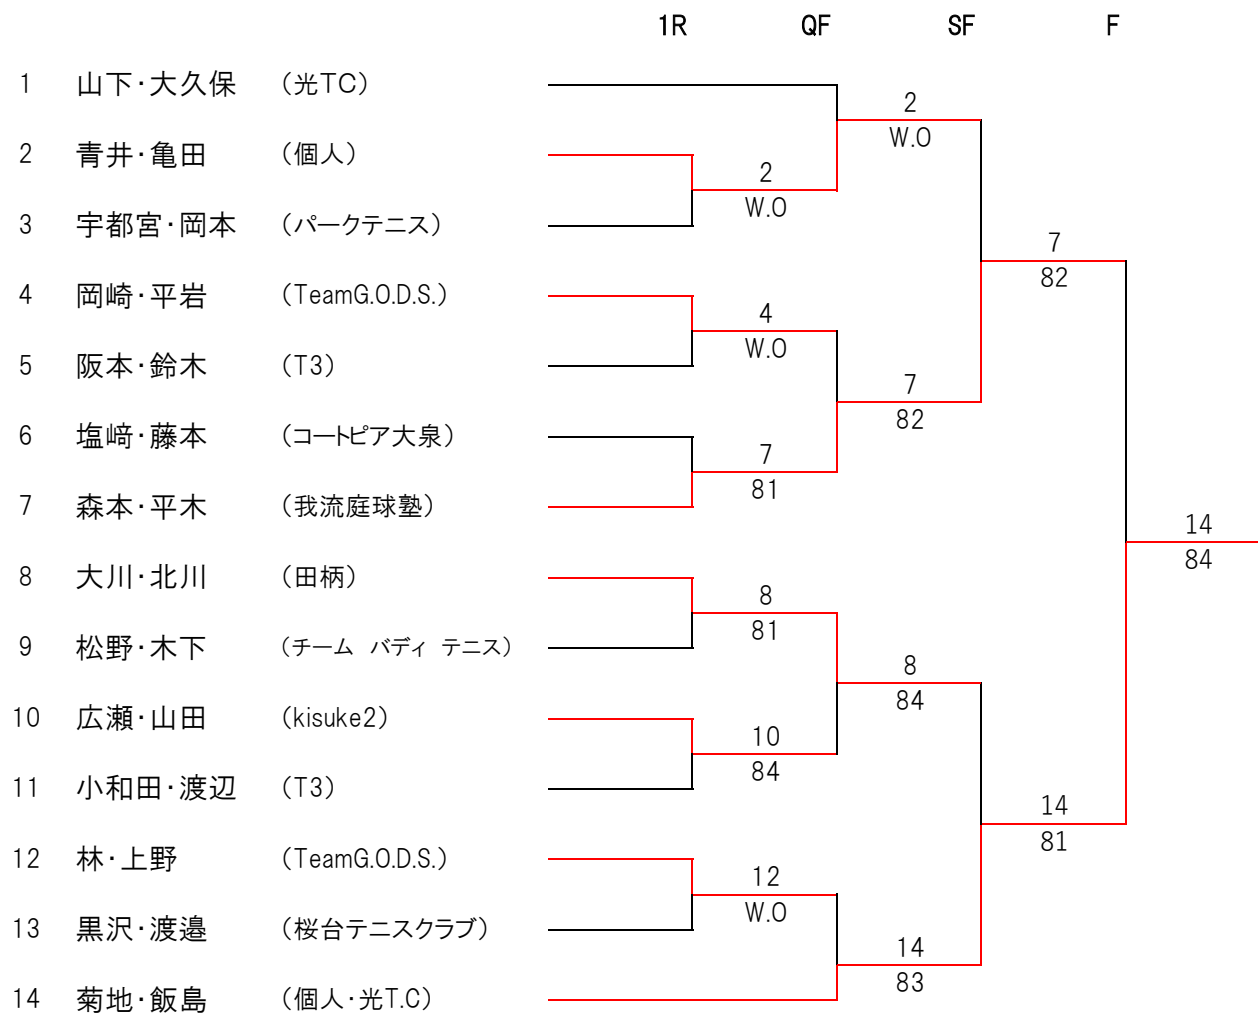 1R QF SF F
1 山下・大久保 （光TC）
2
W.O
2 青井・亀田 （個人）
2
W.O
3 宇都宮・岡本 （パークテニス）
7
82
4 岡崎・平岩 （TeamG.O.D.S.）
4
W.O
5 阪本・鈴木 （T3）
7
82
6 塩﨑・藤本 （コートピア大泉）
7
81
7 森本・平木 （我流庭球塾）
14
84
8 大川・北川 （田柄）
8
81
9 松野・木下 （チーム バディ テニス）
8
84
10 広瀬・山田 （kisuke2）
10
84
11 小和田・渡辺 （T3）
14
81
12 林・上野 （TeamG.O.D.S.）
12
W.O
13 黒沢・渡邉 （桜台テニスクラブ）
14
83
14 菊地・飯島 （個人・光T.C）